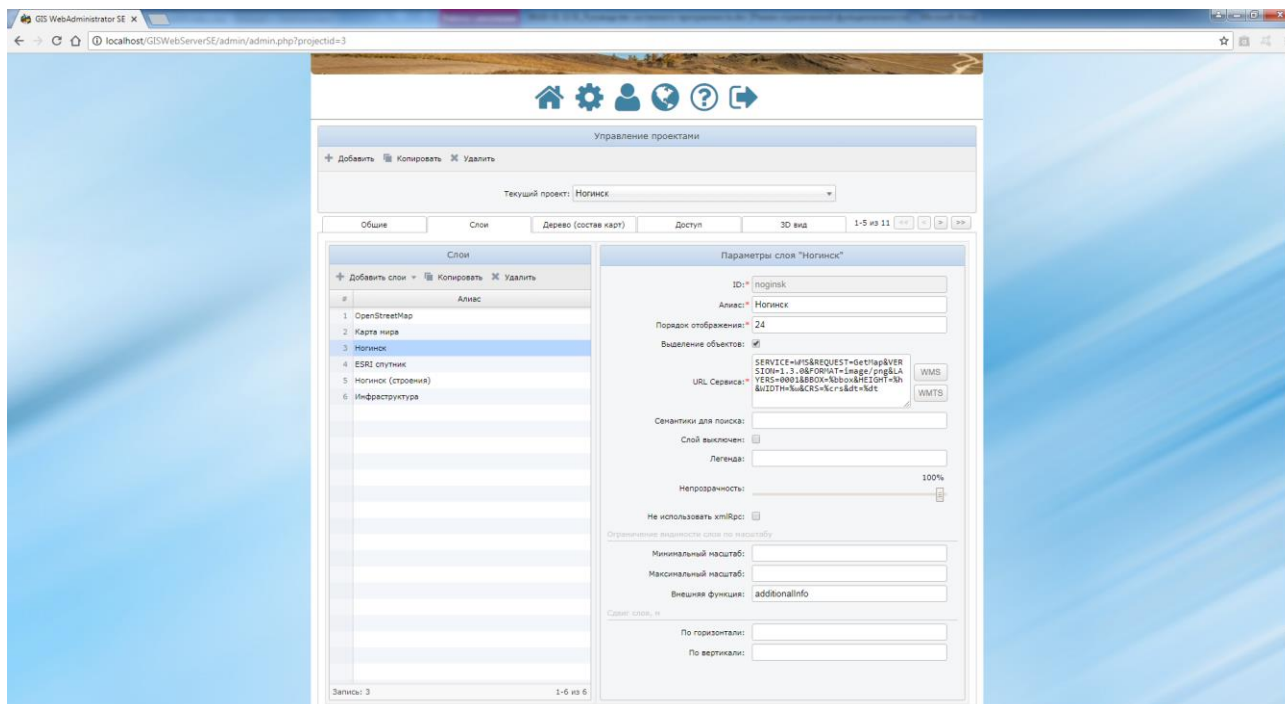 GIS WebAdministrator SE
localhost/GISWebServerSE/admin/admin.php?projectid=3
Управление проектами
Добавить Копировать Удалить
Текущий проект: Ногинск
Общие Слои Дерево (состав карт) Доступ 3D вид 1-5 из 11 << < > >>
Слои
Добавить слои Копировать Удалить
# Алиас
1 OpenStreetMap
2 Карта мира
3 Ногинск
4 ESRI спутник
5 Ногинск (строения)
6 Инфраструктура
Запись: 3 1-6 из 6
Параметры слоя "Ногинск"
ID:* noginsk
Алиас:* Ногинск
Порядок отображения:* 24
Выделение объектов:
URL Сервиса:*
SERVICE=WMS&REQUEST=GetMap&VER
SION=1.3.0&FORMAT=image/png&LA
YERS=0001&BBOX=%bbox&HEIGHT=%h
&WIDTH=%w&CRS=%crs&dt=%dt
WMS
WMTS
Семантики для поиска:
Слой выключен:
Легенда:
100%
Непрозрачность:
Не использовать xmlRpc:
Ограничение видимости слоя по масштабу
Минимальный масштаб:
Максимальный масштаб:
Внешняя функция: additionalInfo
Сдвиг слоя, м
По горизонтали:
По вертикали: